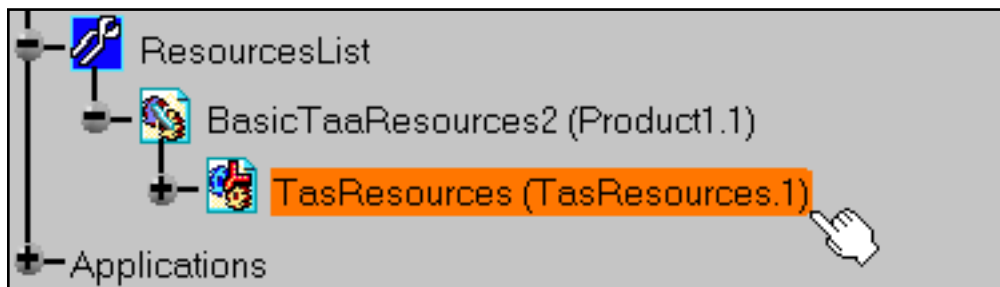 ResourcesList
BasicTaaResources2 (Product1.1)
TasResources (TasResources.1)
Applications